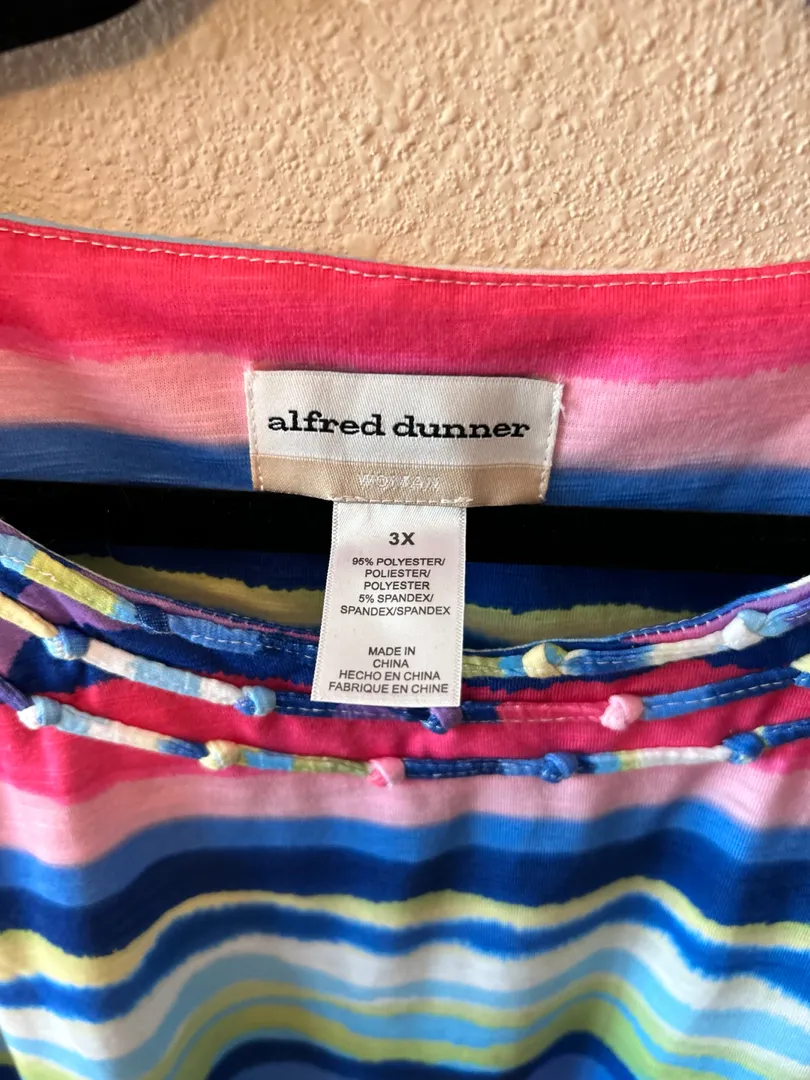 alfred dunner
WOMAN
3X
95% POLYESTER/
POLIESTER/
POLYESTER
5% SPANDEX/
SPANDEX/SPANDEX
MADE IN
CHINA
HECHO EN CHINA
FABRIQUE EN CHINE